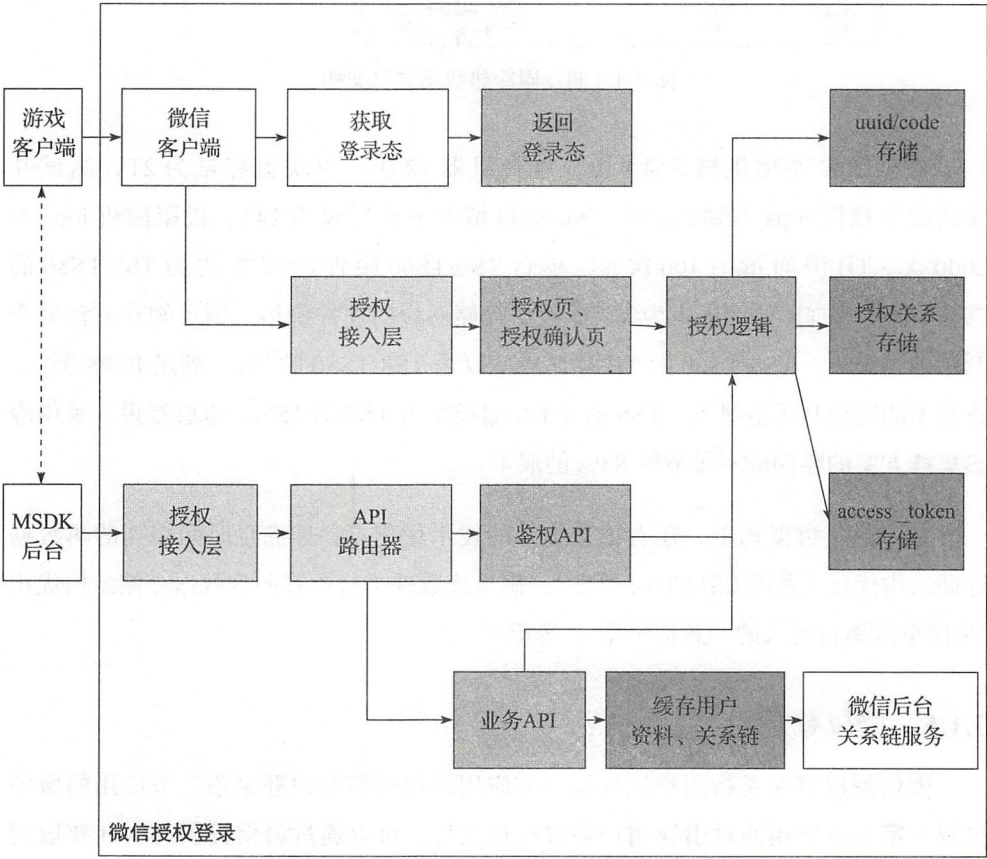 游戏
客户端
微信
客户端
获取
登录态
返回
登录态
uuid/code
存储
授权
接入层
授权页、
授权确认页
授权逻辑
授权关系
存储
MSDK
后台
授权
接入层
API
路由器
鉴权API
access_token
存储
业务API
缓存用户
资料、关系链
微信后台
关系链服务
微信授权登录